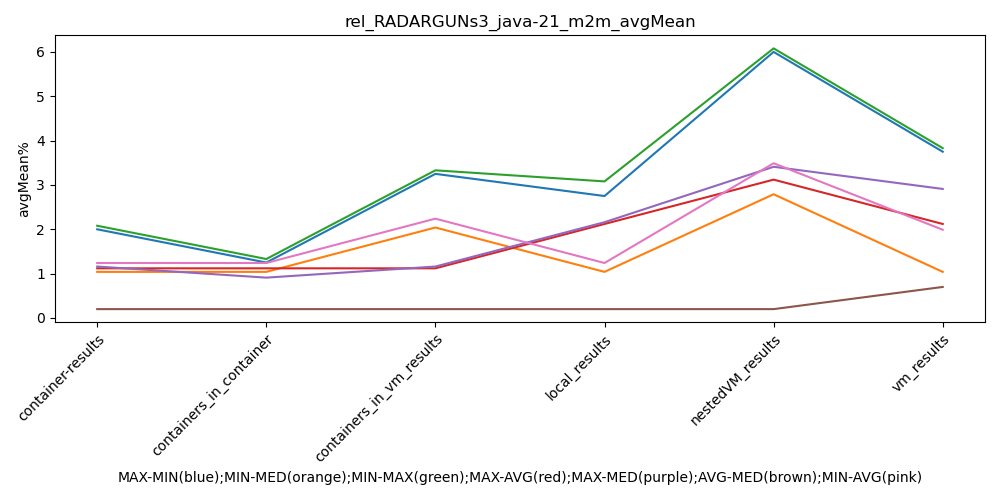 rel_RADARGUNs3_java-21_m2m_avgMean
avgMean%
6
5
4
3
2
1
0
container-results
containers_in_container
containers_in_vm_results
local_results
nestedVM_results
vm_results
MAX-MIN(blue);MIN-MED(orange);MIN-MAX(green);MAX-AVG(red);MAX-MED(purple);AVG-MED(brown);MIN-AVG(pink)